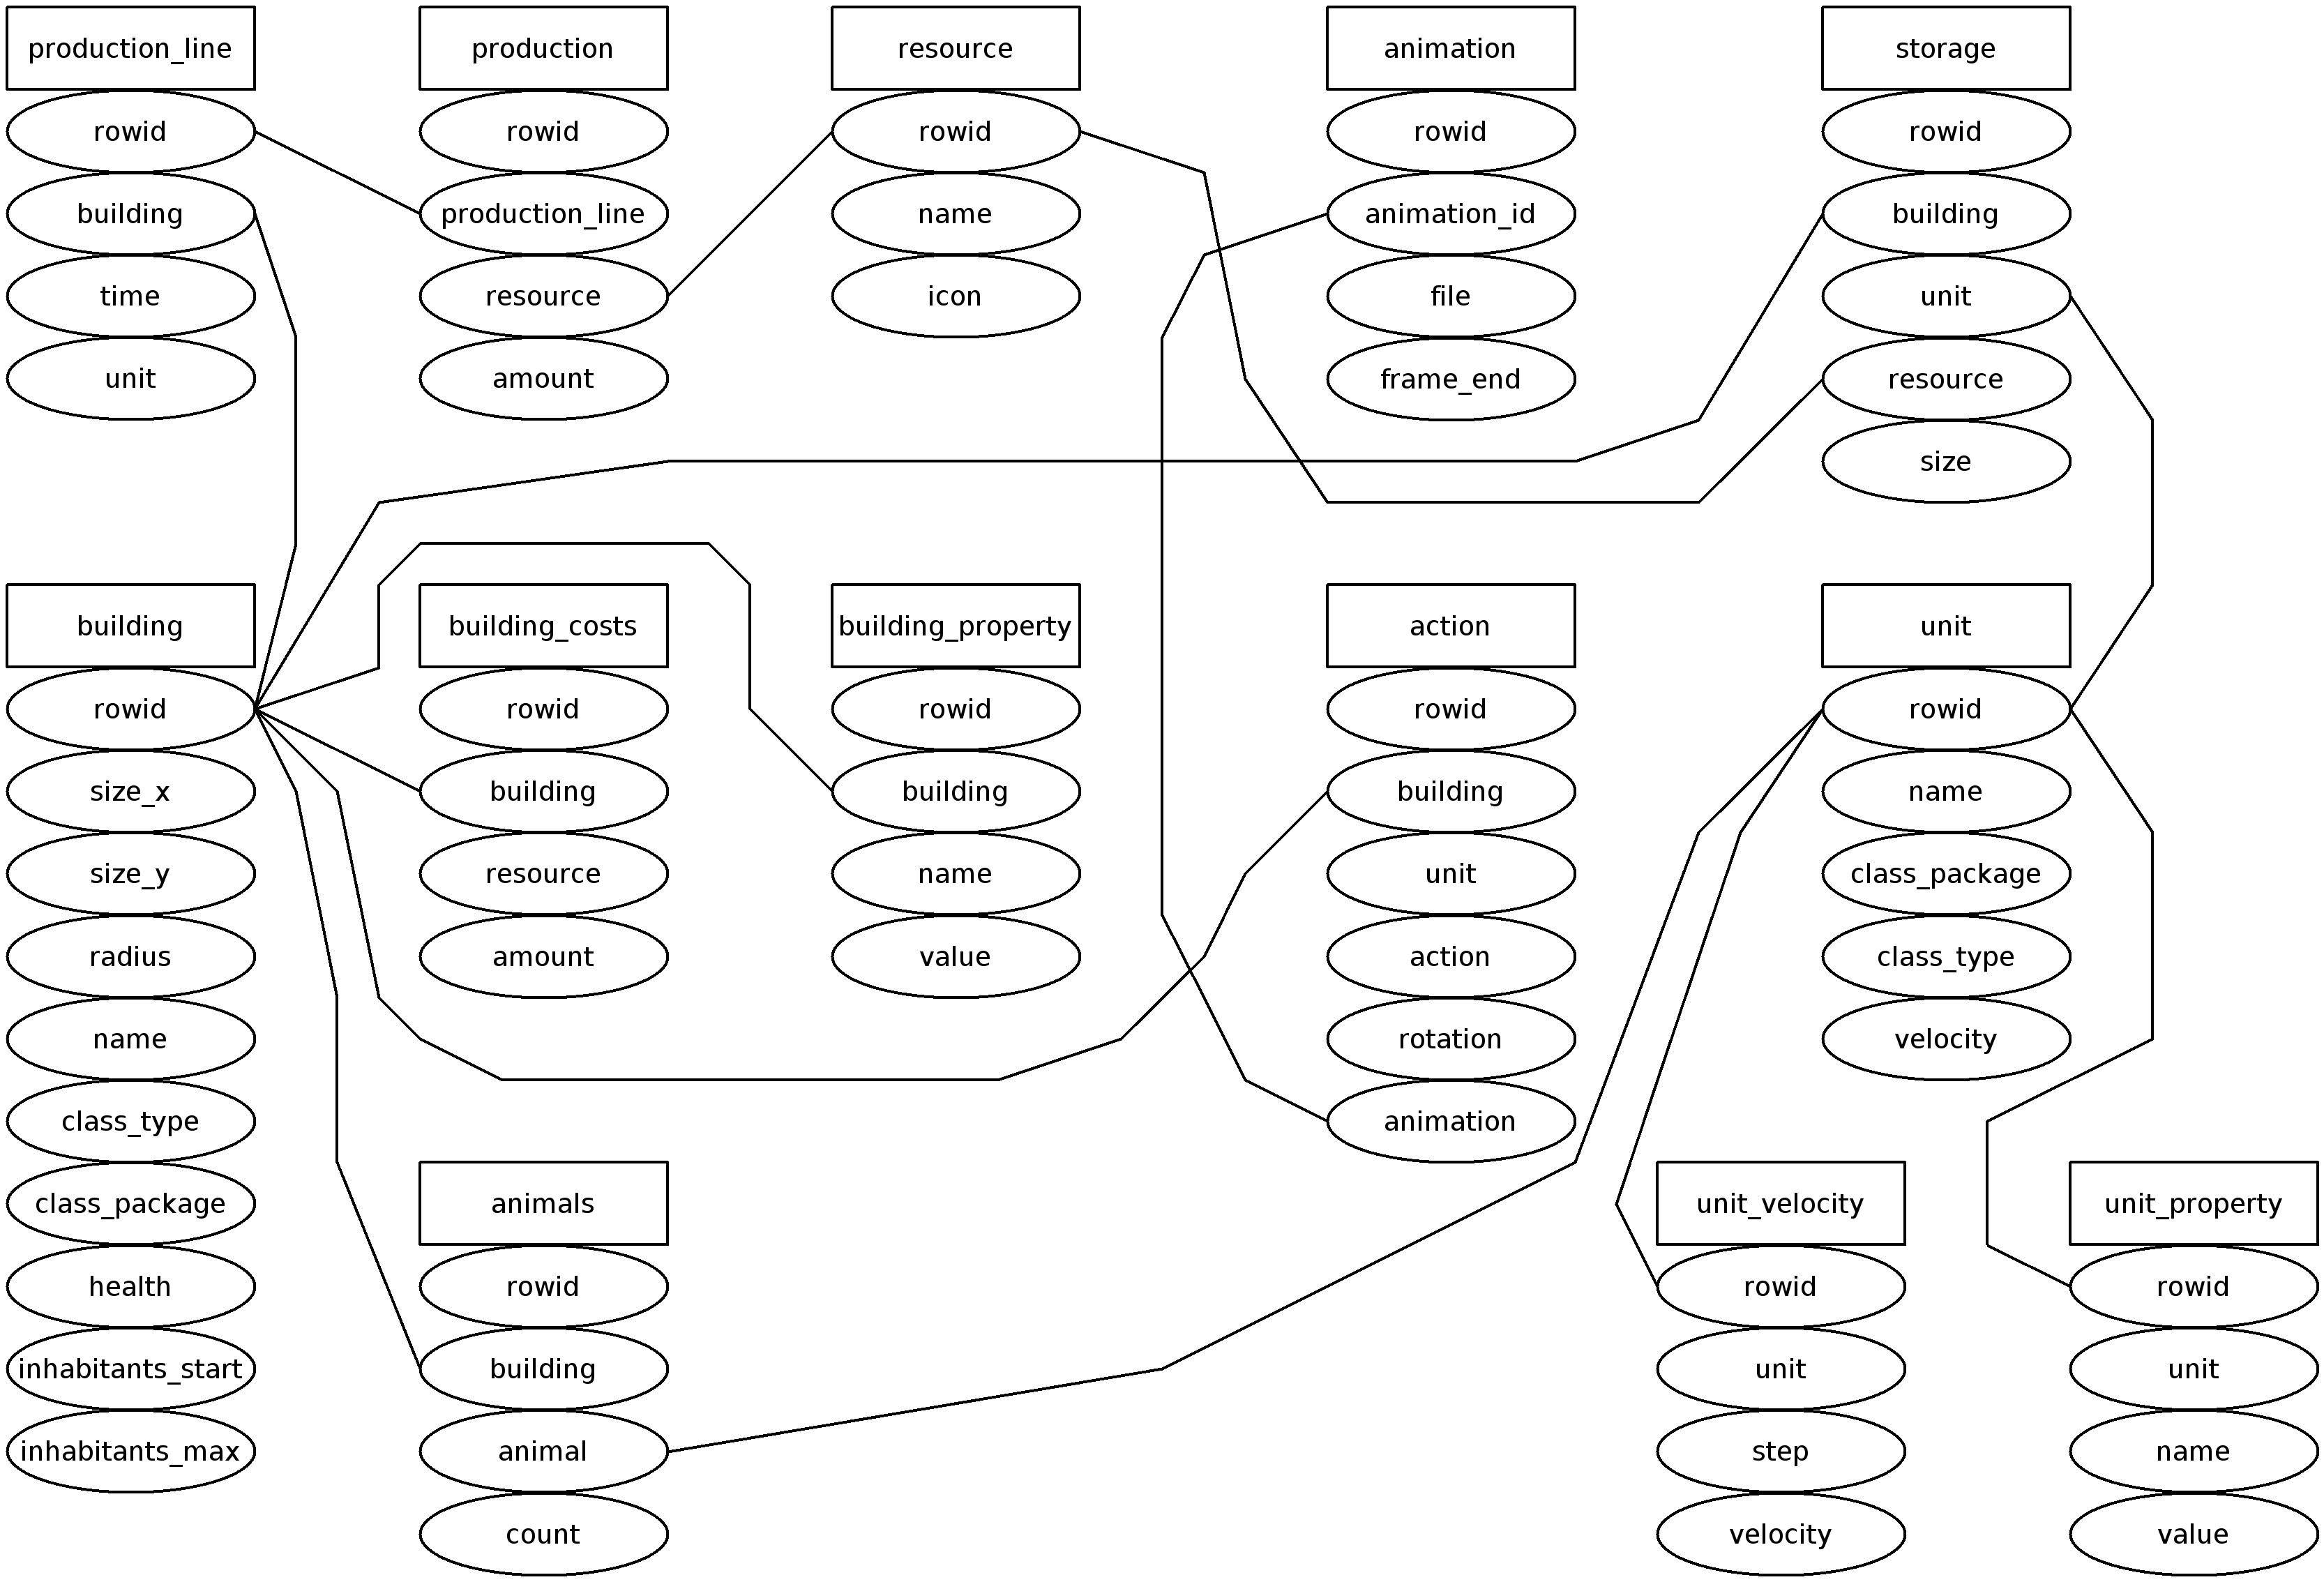 production_line
rowid
building
time
unit
production
rowid
production_line
resource
amount
resource
rowid
name
icon
animation
rowid
animation_id
file
frame_end
storage
rowid
building
unit
resource
size
building
rowid
size_x
size_y
radius
name
class_type
class_package
health
inhabitants_start
inhabitants_max
building_costs
rowid
building
resource
amount
building_property
rowid
building
name
value
action
rowid
building
unit
action
rotation
animation
unit
rowid
name
class_package
class_type
velocity
animals
rowid
building
animal
count
unit_velocity
rowid
unit
step
velocity
unit_property
rowid
unit
name
value